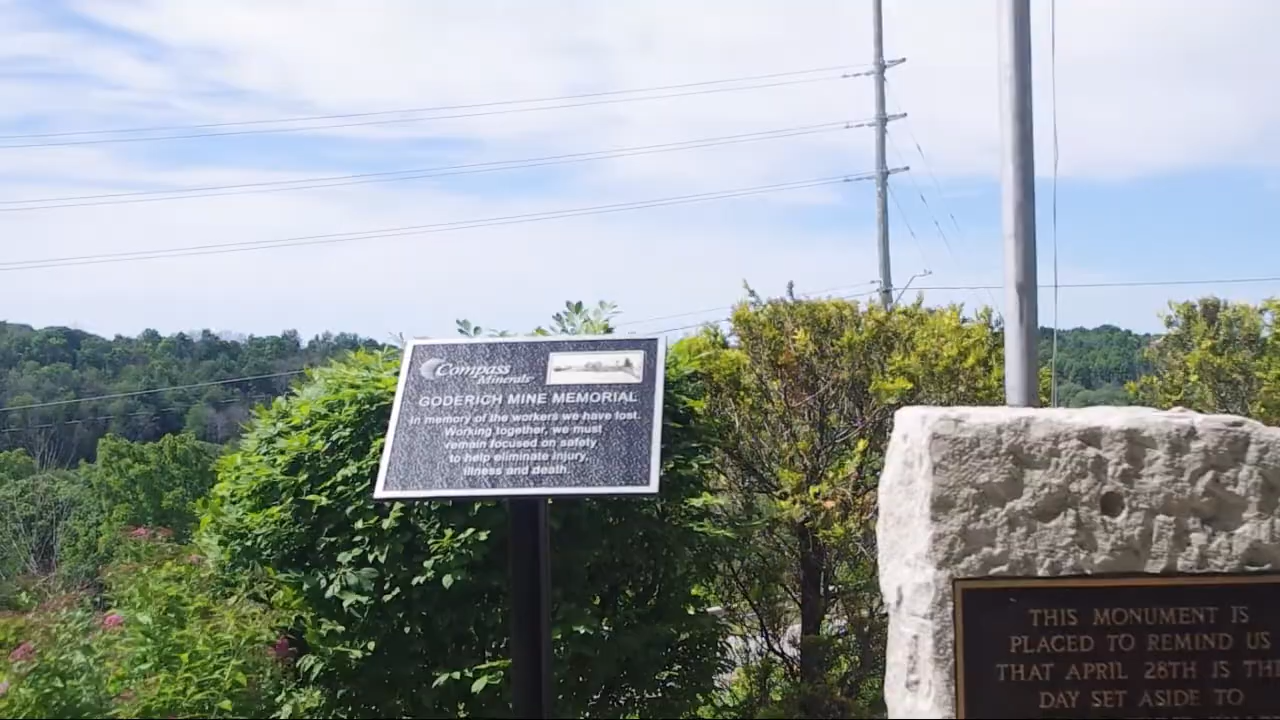 Compass
Minerals
GODERICH MINE MEMORIAL
In memory of the workers we have lost.
Working together, we must
remain focused on safety
to help eliminate injury,
illness and death.
THIS MONUMENT IS
PLACED TO REMIND US
THAT APRIL 28TH IS THE
DAY SET ASIDE TO